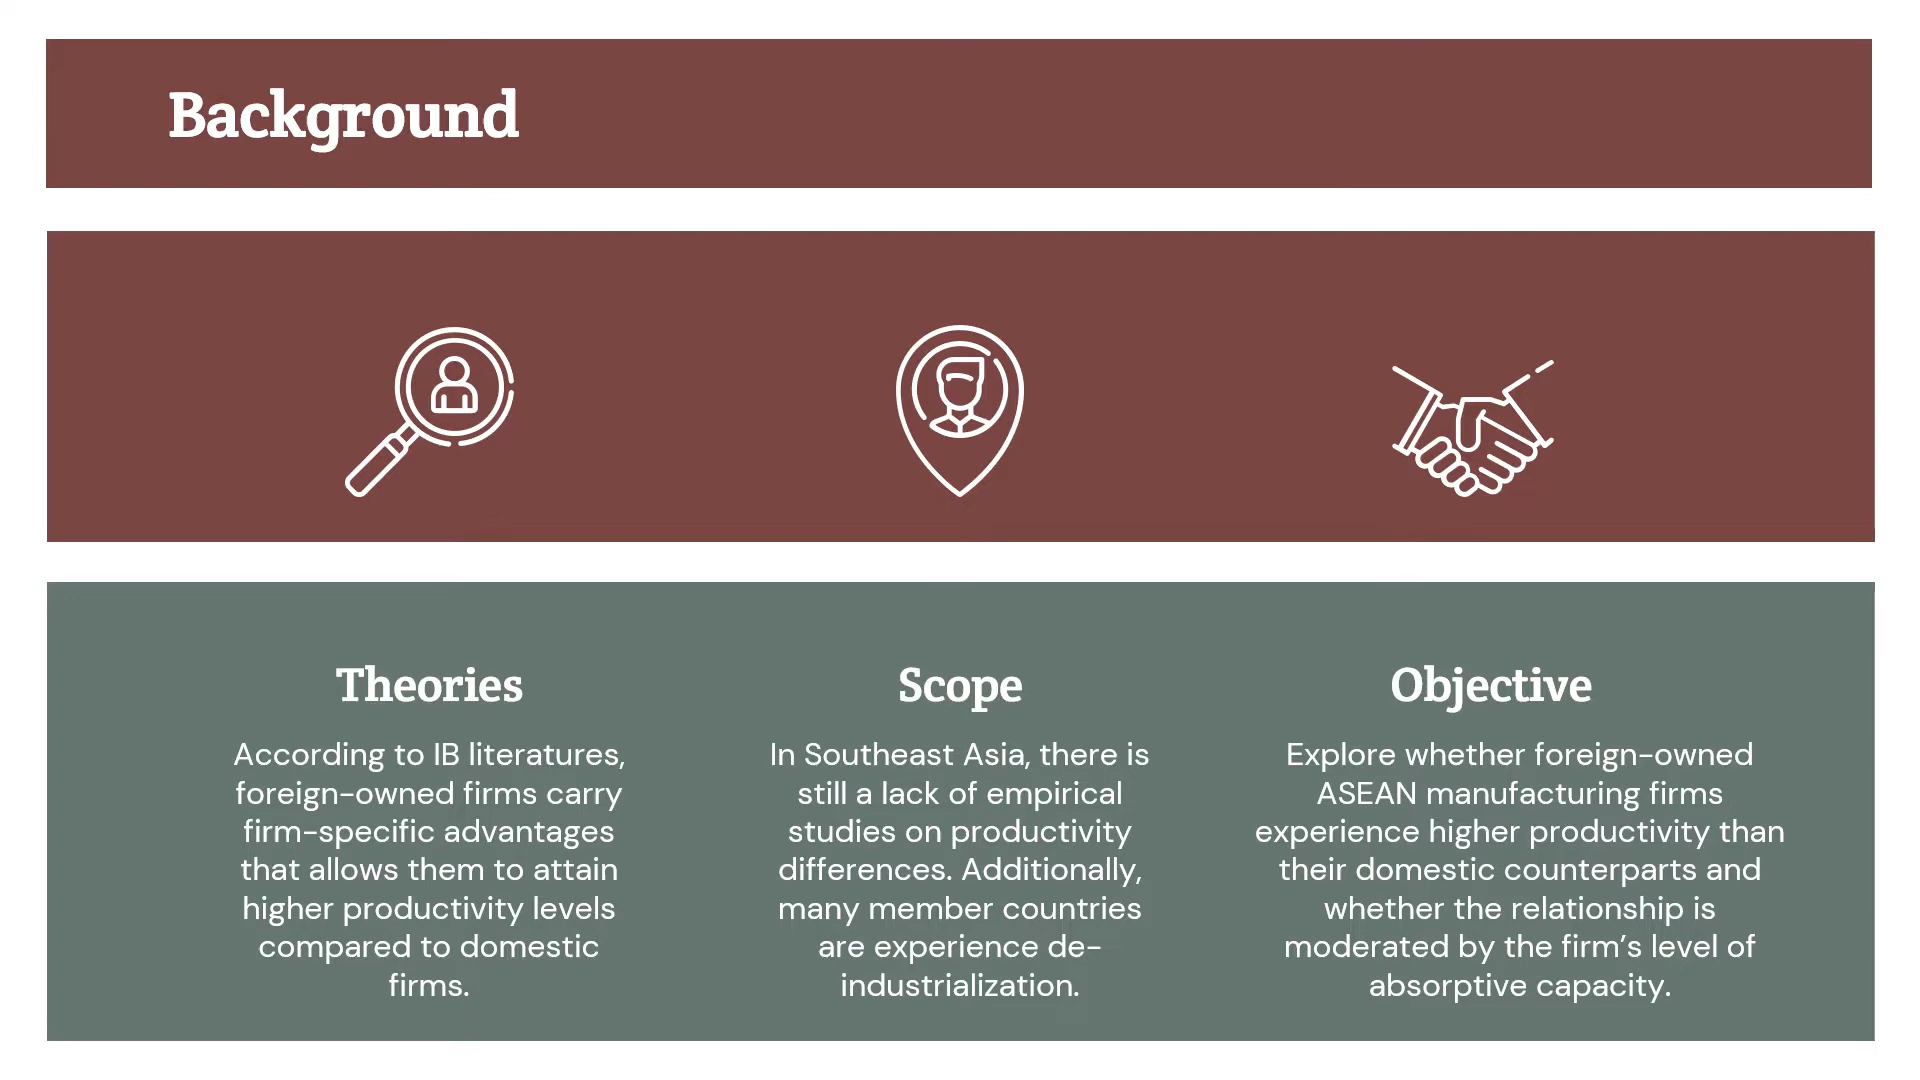 Background
Theories
According to IB literatures,
foreign-owned firms carry
firm-specific advantages
that allows them to attain
higher productivity levels
compared to domestic
firms.
Scope
In Southeast Asia, there is
still a lack of empirical
studies on productivity
differences. Additionally,
many member countries
are experience de-
industrialization.
Objective
Explore whether foreign-owned
ASEAN manufacturing firms
experience higher productivity than
their domestic counterparts and
whether the relationship is
moderated by the firm’s level of
absorptive capacity.